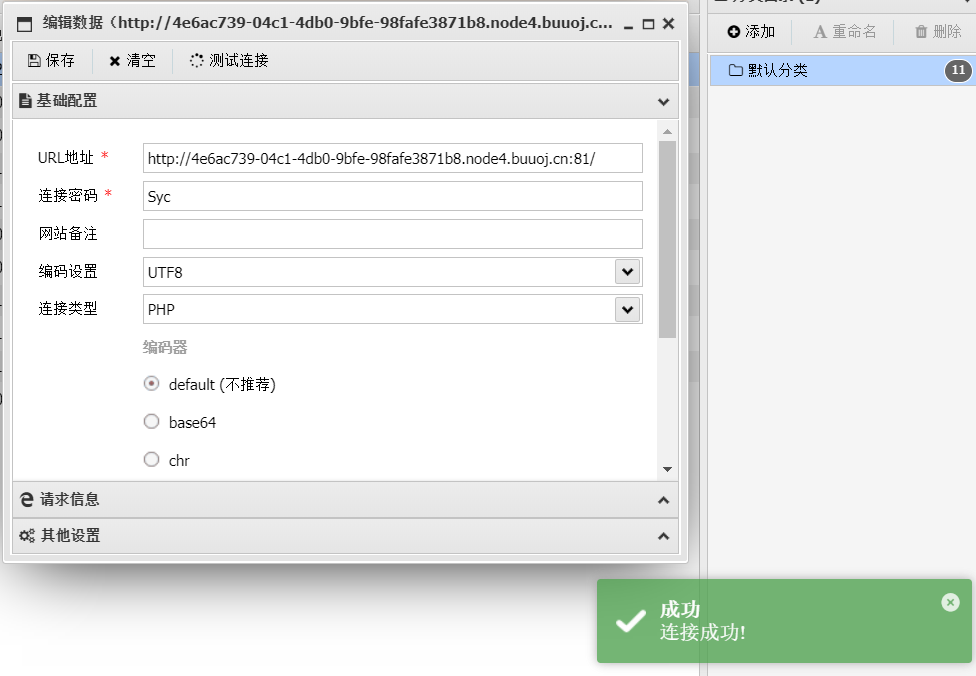 编辑数据（http://4e6ac739-04c1-4db0-9bfe-98fafe3871b8.node4.buuoj.c...
保存 清空 测试连接
添加 重命名 删除
默认分类 11
基础配置
URL地址 * http://4e6ac739-04c1-4db0-9bfe-98fafe3871b8.node4.buuoj.cn:81/
连接密码 * Syc
网站备注
编码设置 UTF8
连接类型 PHP
编码器
default (不推荐)
base64
chr
请求信息
其他设置
成功
连接成功!